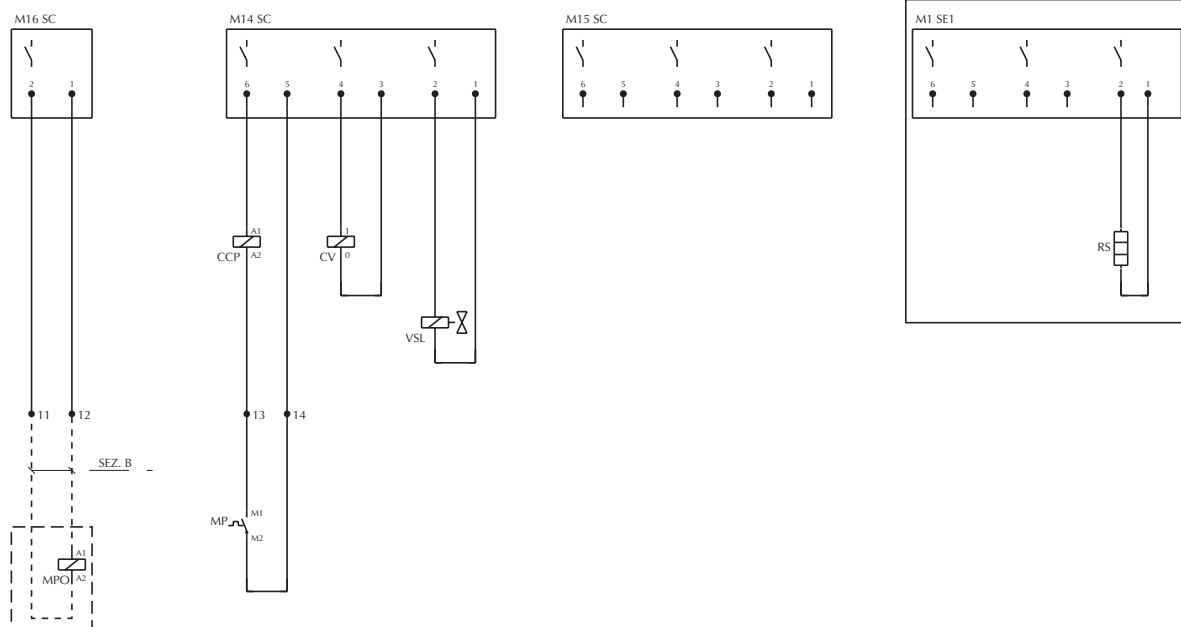 M16 SC M14 SC M15 SC M1 SE1
2 1 6 5 4 3 2 1 6 5 4 3 2 1 6 5 4 3 2 1
A1 1
CCP A2 CV 0 RS
VSL
11 12 13 14
SEZ. B
M1
MP
M2
A1
MPO A2